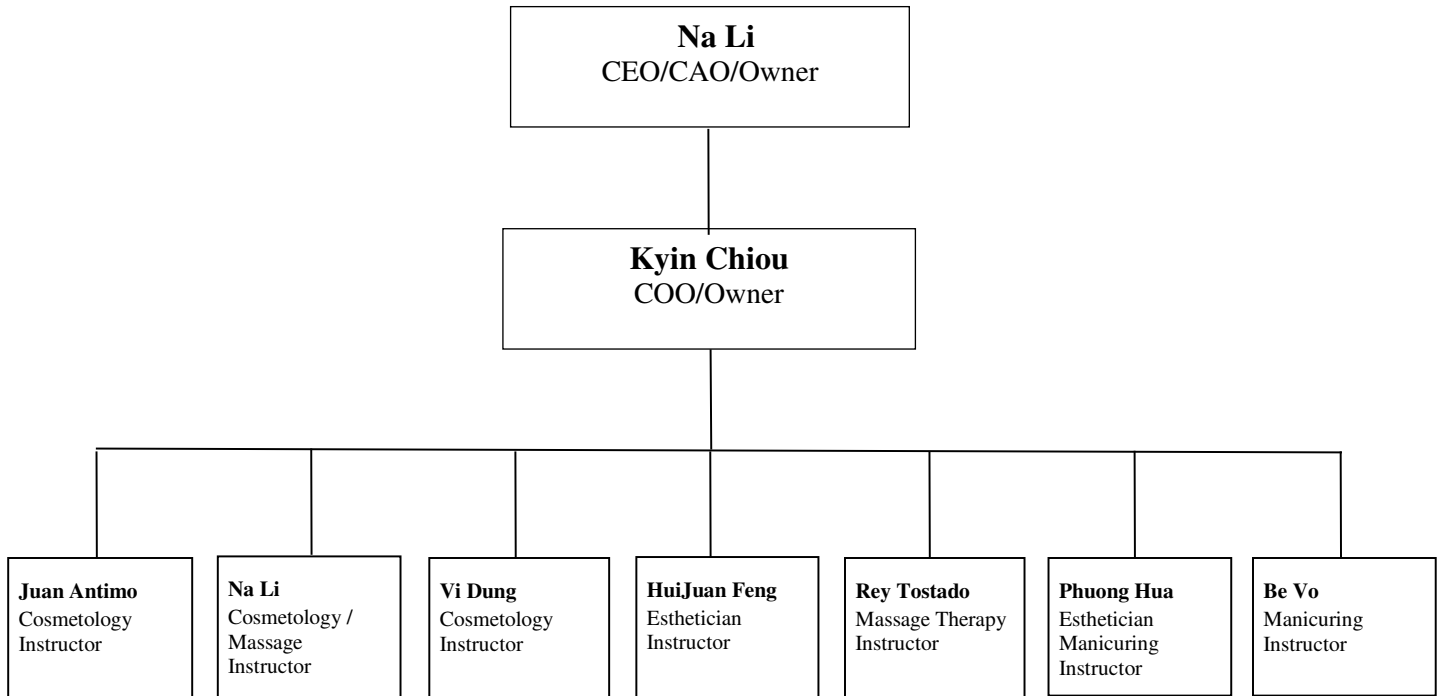 Na Li
CEO/CAO/Owner
Kyin Chiou
COO/Owner
Juan Antimo
Cosmetology
Instructor
Na Li
Cosmetology /
Massage
Instructor
Vi Dung
Cosmetology
Instructor
HuiJuan Feng
Esthetician
Instructor
Rey Tostado
Massage Therapy
Instructor
Phuong Hua
Esthetician
Manicuring
Instructor
Be Vo
Manicuring
Instructor